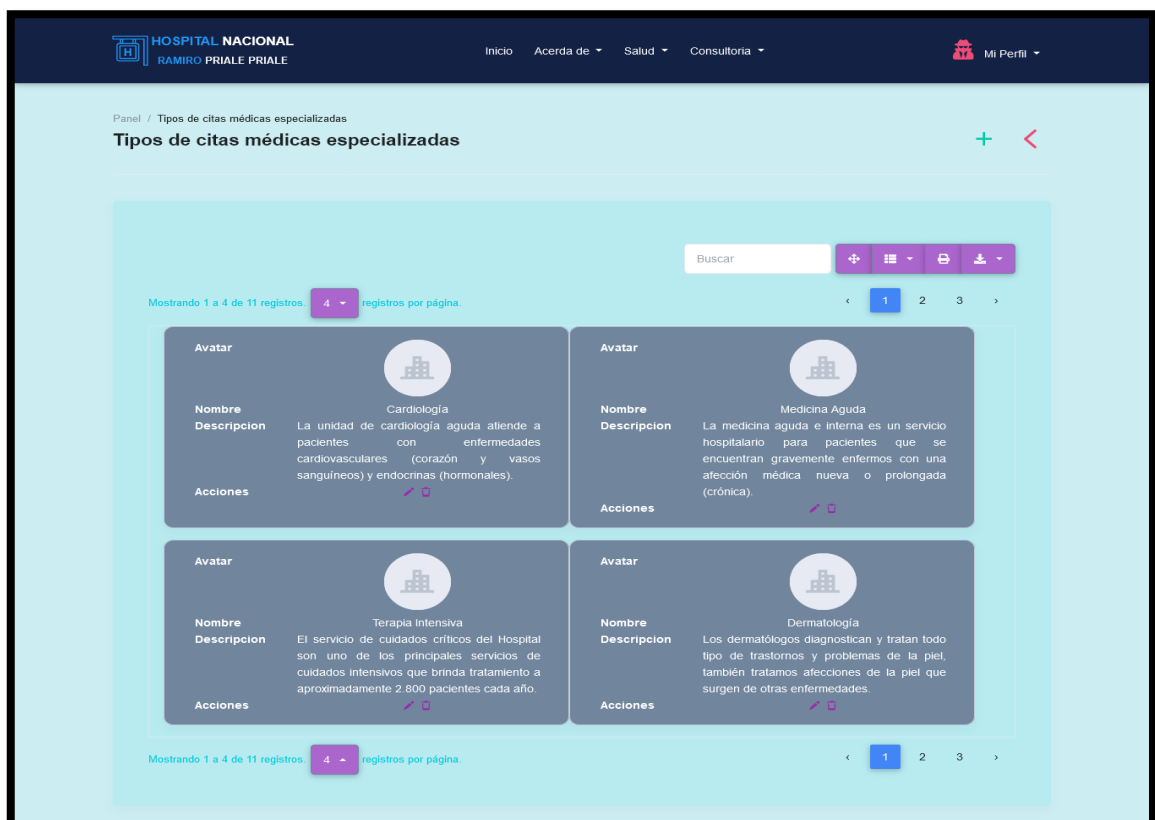 HOSPITAL NACIONAL
RAMIRO PRIALE PRIALE
H
Inicio Acerda de Salud Consultoria Mi Perfil
Panel / Tipos de citas médicas especializadas
Tipos de citas médicas especializadas
Buscar
Mostrando 1 a 4 de 11 registros. 4 registros por página.
‹ 1 2 3 ›
Avatar
Nombre Cardiología
Descripcion La unidad de cardiología aguda atiende a
pacientes con enfermedades
cardiovasculares (corazón y vasos
sanguíneos) y endocrinas (hormonales).
Acciones
Avatar
Nombre Medicina Aguda
Descripcion La medicina aguda e interna es un servicio
hospitalario para pacientes que se
encuentran gravemente enfermos con una
afección médica nueva o prolongada
(crónica).
Acciones
Avatar
Nombre Terapia Intensiva
Descripcion El servicio de cuidados críticos del Hospital
son uno de los principales servicios de
cuidados intensivos que brinda tratamiento a
aproximadamente 2.800 pacientes cada año.
Acciones
Avatar
Nombre Dermatología
Descripcion Los dermatólogos diagnostican y tratan todo
tipo de trastornos y problemas de la piel,
también tratamos afecciones de la piel que
surgen de otras enfermedades.
Acciones
Mostrando 1 a 4 de 11 registros. 4 registros por página.
‹ 1 2 3 ›